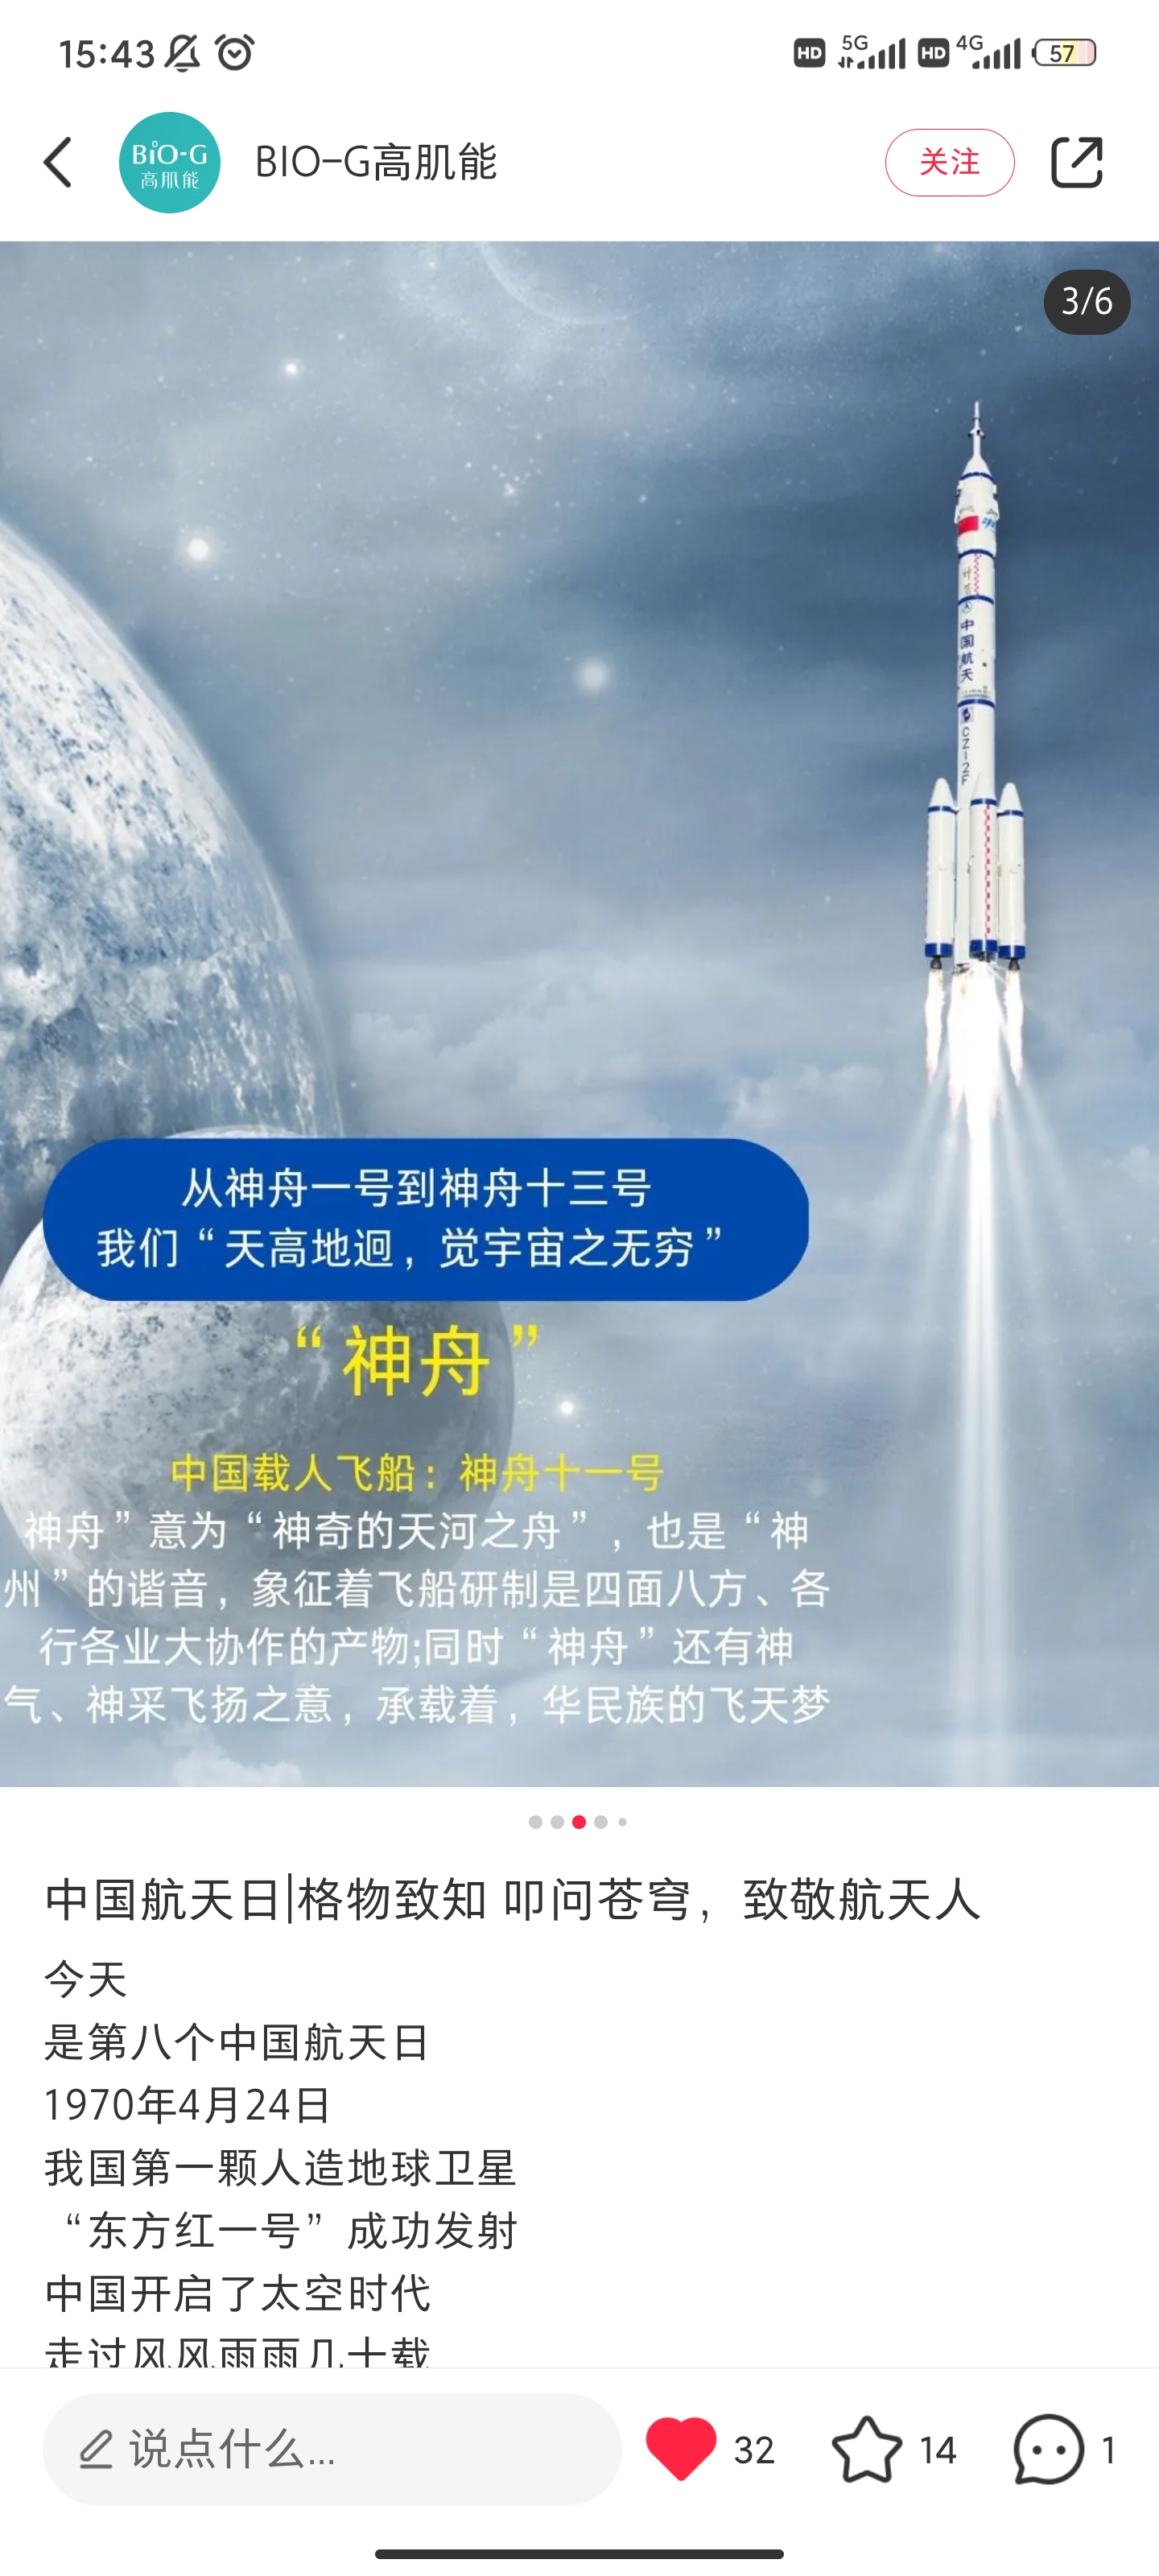 15:43
HD 5G HD 4G 57
BIO-G
高肌能
BIO-G高肌能
关注
3/6
中国航天
CZ-2F
从神舟一号到神舟十三号
我们“天高地迥，觉宇宙之无穷”
“神舟”
中国载人飞船：神舟十一号
神舟”意为“神奇的天河之舟”，也是“神
州”的谐音，象征着飞船研制是四面八方、各
行各业大协作的产物;同时“神舟”还有神
气、神采飞扬之意，承载着，华民族的飞天梦
中国航天日|格物致知 叩问苍穹，致敬航天人
今天
是第八个中国航天日
1970年4月24日
我国第一颗人造地球卫星
“东方红一号”成功发射
中国开启了太空时代
走过风风雨雨几十载
说点什么...
32
14
1